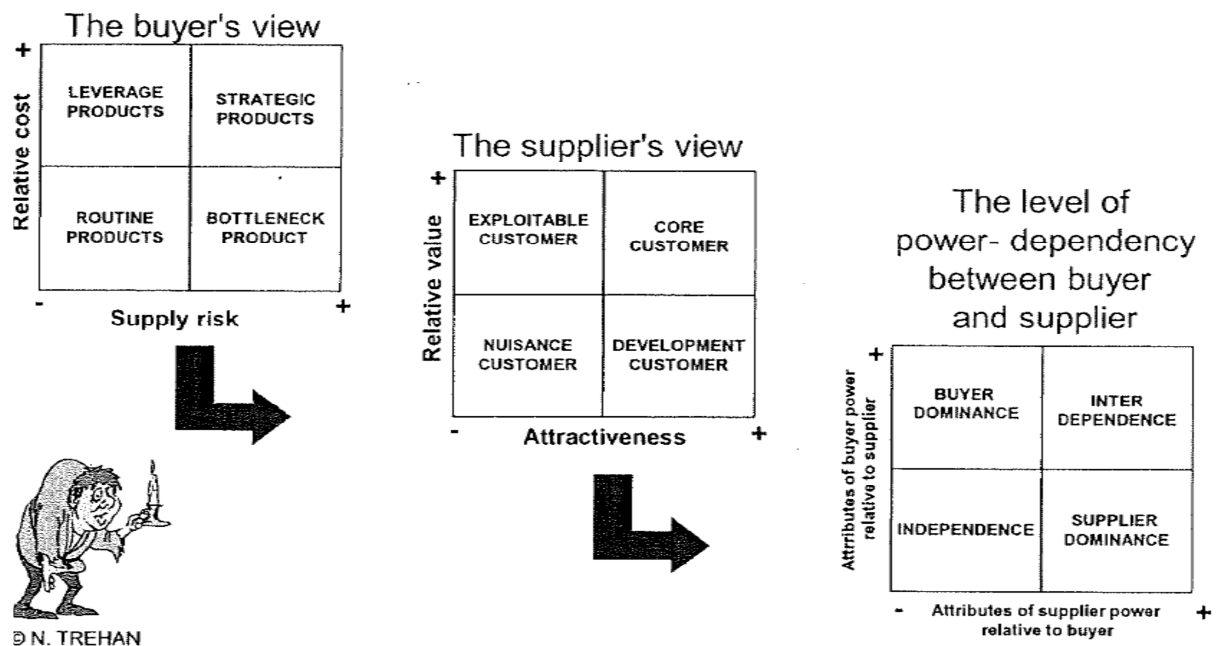 The buyer's view
+
Relative cost
LEVERAGE
PRODUCTS
STRATEGIC
PRODUCTS
ROUTINE
PRODUCTS
BOTTLENECK
PRODUCT
-
+
Supply risk
The supplier's view
+
Relative value
EXPLOITABLE
CUSTOMER
CORE
CUSTOMER
NUISANCE
CUSTOMER
DEVELOPMENT
CUSTOMER
-
+
Attractiveness
The level of
power- dependency
between buyer
and supplier
+
Attrributes of buyer power
relative to supplier
BUYER
DOMINANCE
INTER
DEPENDENCE
INDEPENDENCE
SUPPLIER
DOMINANCE
-
+
Attributes of supplier power
relative to buyer
© N. TREHAN